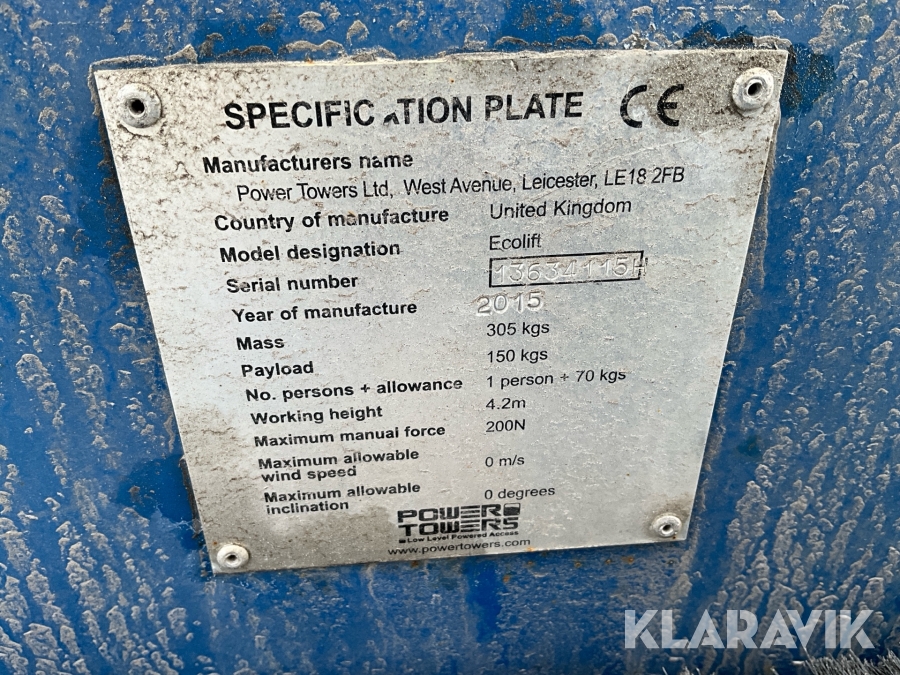 SPECIFICATION PLATE CE
Manufacturers name
Power Towers Ltd, West Avenue, Leicester, LE18 2FB
Country of manufacture United Kingdom
Model designation Ecolift
Serial number 13634115H
Year of manufacture 2015
Mass 305 kgs
Payload 150 kgs
No. persons + allowance 1 person + 70 kgs
Working height 4.2m
Maximum manual force 200N
Maximum allowable
wind speed 0 m/s
Maximum allowable
inclination 0 degrees
POWER
TOWERS
Low Level Powered Access
www.powertowers.com
KLARAVIK